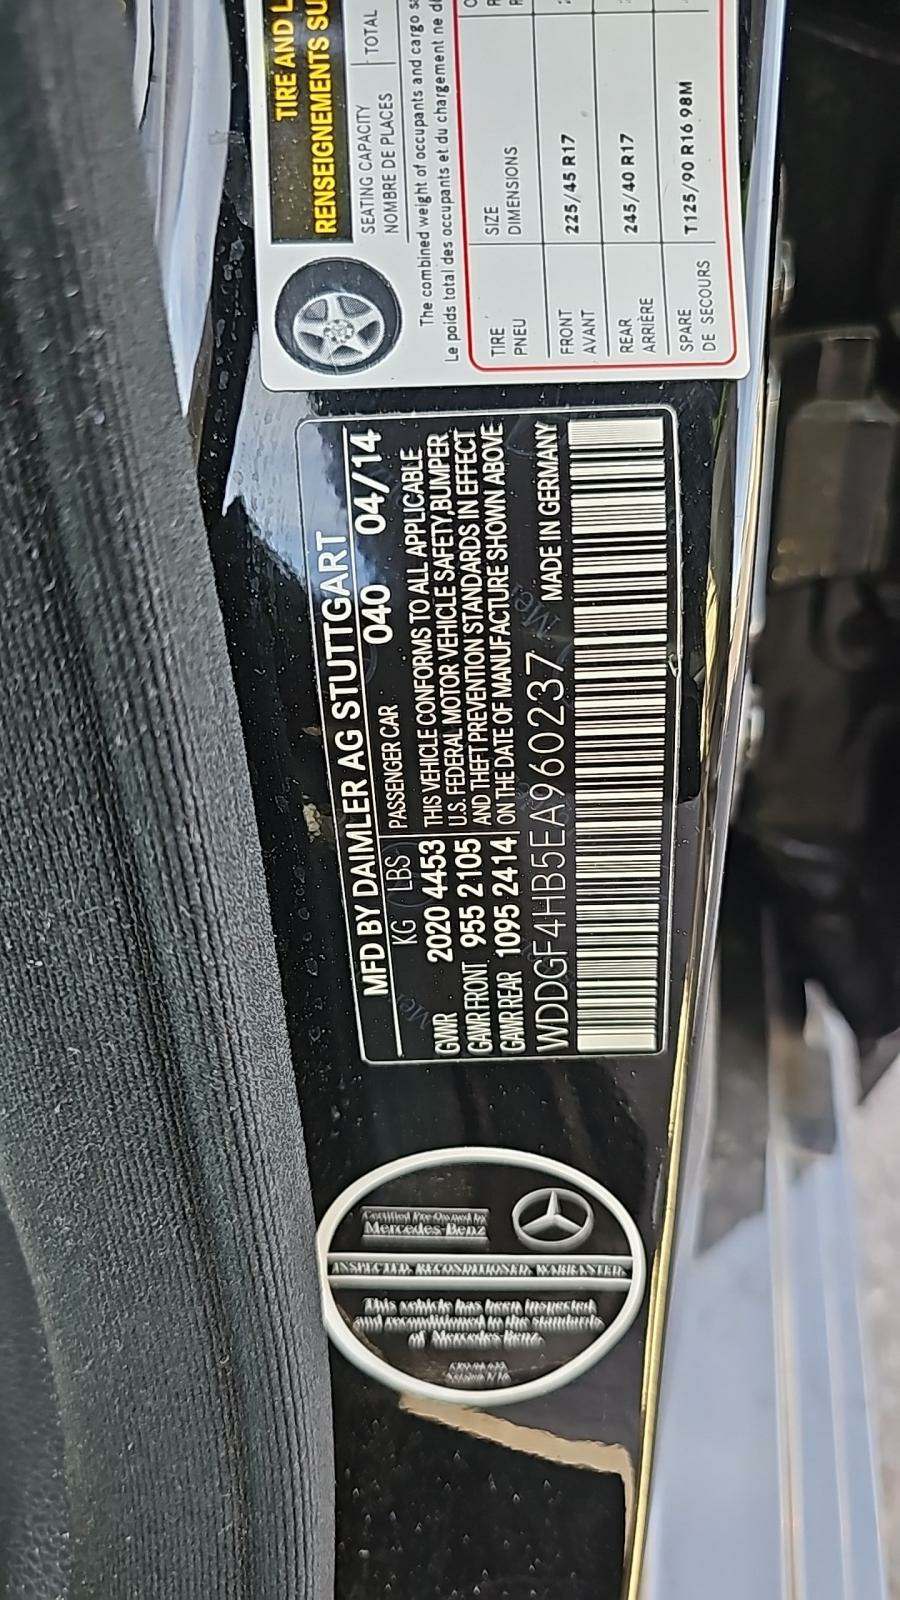 TIRE AND L
RENSEIGNEMENTS SU
SEATING CAPACITY
NOMBRE DE PLACES
TOTAL
The combined weight of occupants and cargo s
Le poids total des occupants et du chargement ne d
TIRE SIZE
PNEU DIMENSIONS
FRONT 225/45 R17
AVANT
REAR 245/40 R17
ARRIÈRE
SPARE T125/90 R16 98M
DE SECOURS
MFD BY DAIMLER AG STUTTGART
KG LBS PASSENGER CAR 040 04/14
GVWR 2020 4453
GAWR FRONT 955 2105
GAWR REAR 1095 2414
THIS VEHICLE CONFORMS TO ALL APPLICABLE
U.S. FEDERAL MOTOR VEHICLE SAFETY,BUMPER
AND THEFT PREVENTION STANDARDS IN EFFECT
ON THE DATE OF MANUFACTURE SHOWN ABOVE
WDDGF4HB5EA960237 MADE IN GERMANY
Certified Pre-Owned by
Mercedes-Benz
INSPECTED. RECONDITIONED. WARRANTED.
This vehicle has been inspected
and reconditioned to the standards
of Mercedes-Benz.